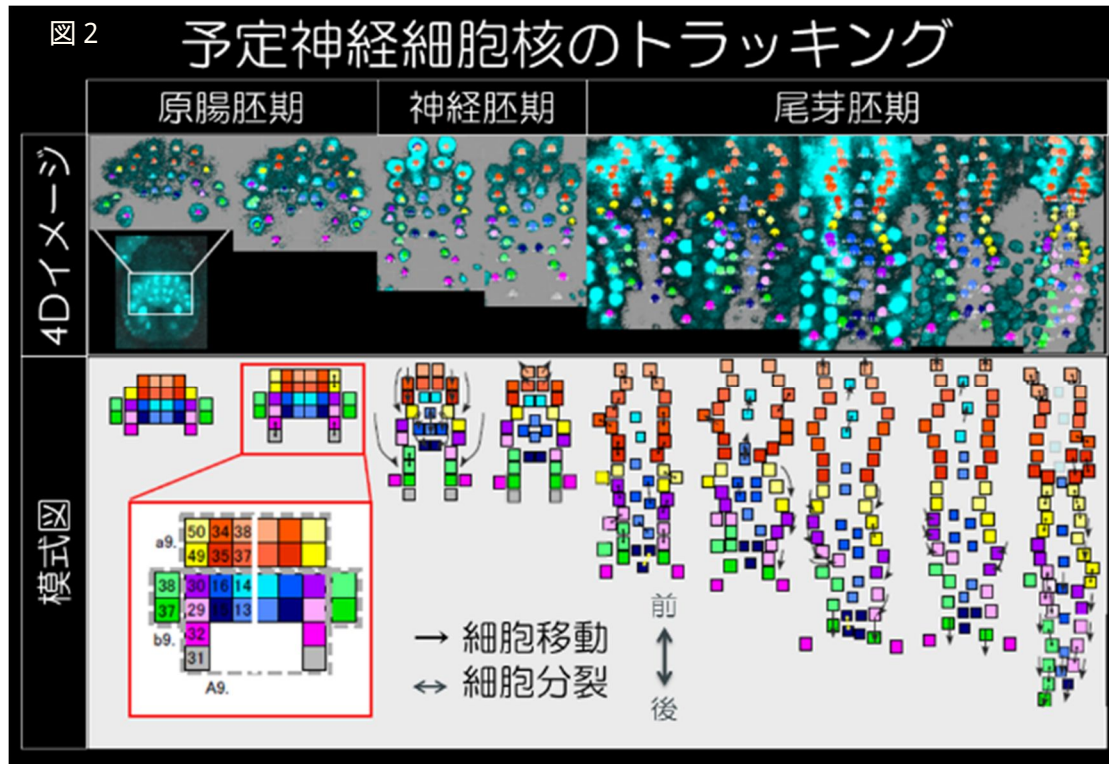 図 2
予定神経細胞核のトラッキング
原腸胚期
神経胚期
尾芽胚期
4Dイメージ
模式図
a9.
50 34 38
49 35 37
38 30 16 14
37 29 13
b9.
32
31
A9.
→ 細胞移動
↔ 細胞分裂
前
後